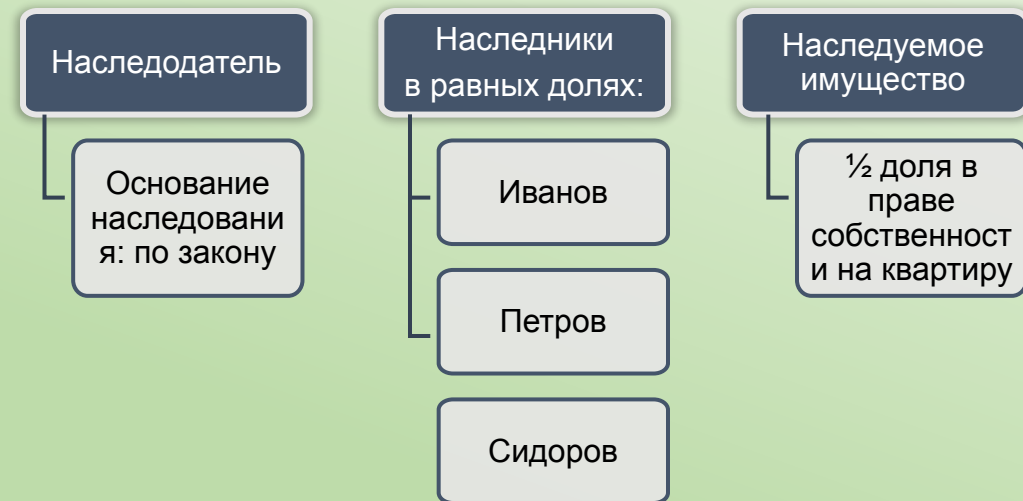 Наследодатель
Основание
наследовани
я: по закону
Наследники
в равных долях:
Иванов
Петров
Сидоров
Наследуемое
имущество
½ доля в
праве
собственност
и на квартиру